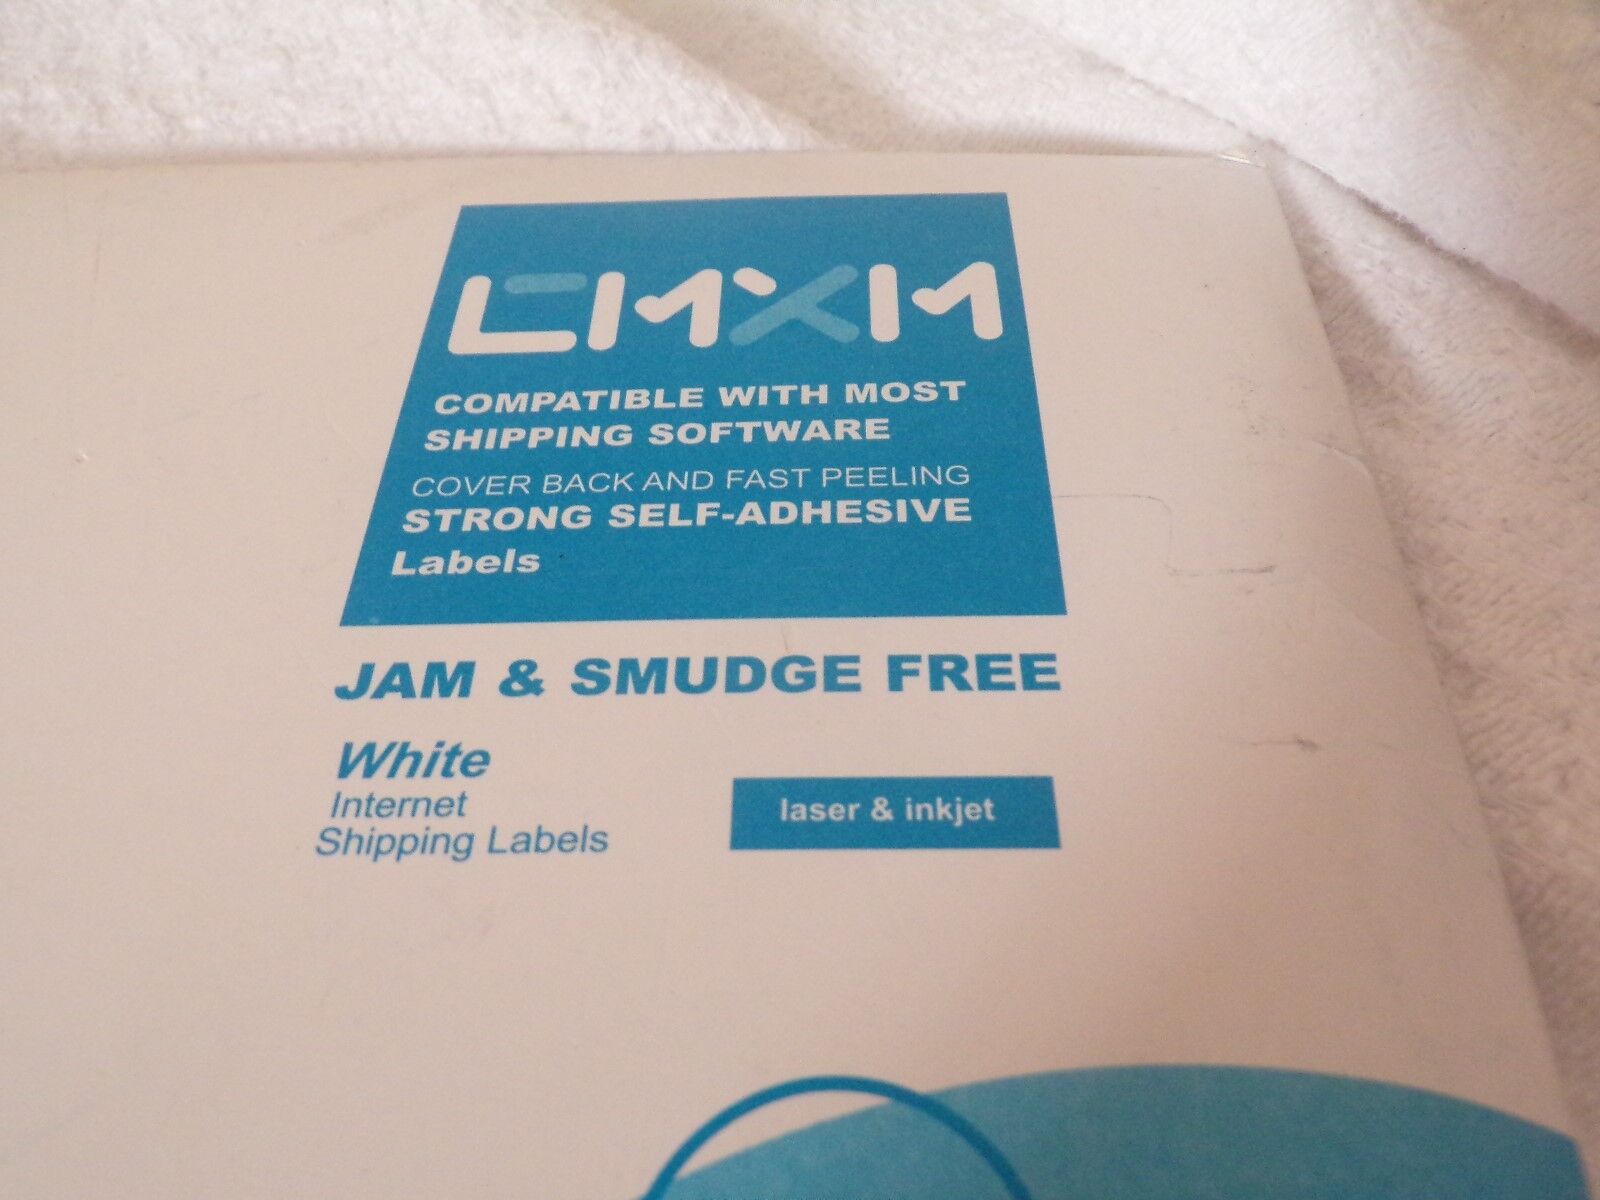 LMXM
COMPATIBLE WITH MOST
SHIPPING SOFTWARE
COVER BACK AND FAST PEELING
STRONG SELF-ADHESIVE
Labels
JAM & SMUDGE FREE
White
Internet
Shipping Labels
laser & inkjet